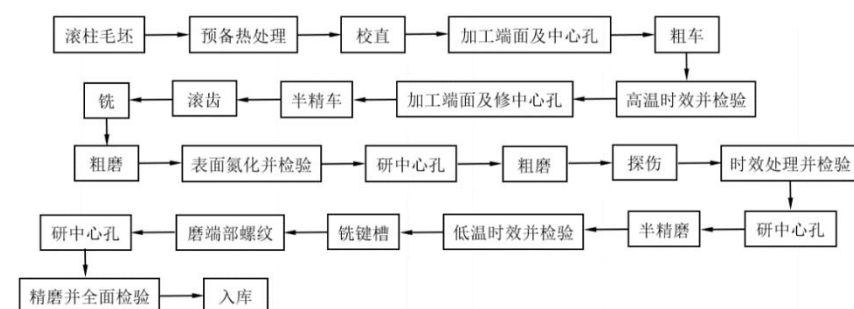 滚柱毛坯 预备热处理 校直 加工端面及中心孔 粗车
铣 滚齿 半精车 加工端面及修中心孔 高温时效并检验
粗磨 表面氮化并检验 研中心孔 粗磨 探伤 时效处理并检验
研中心孔 磨端部螺纹 铣键槽 低温时效并检验 半精磨 研中心孔
精磨并全面检验 入库